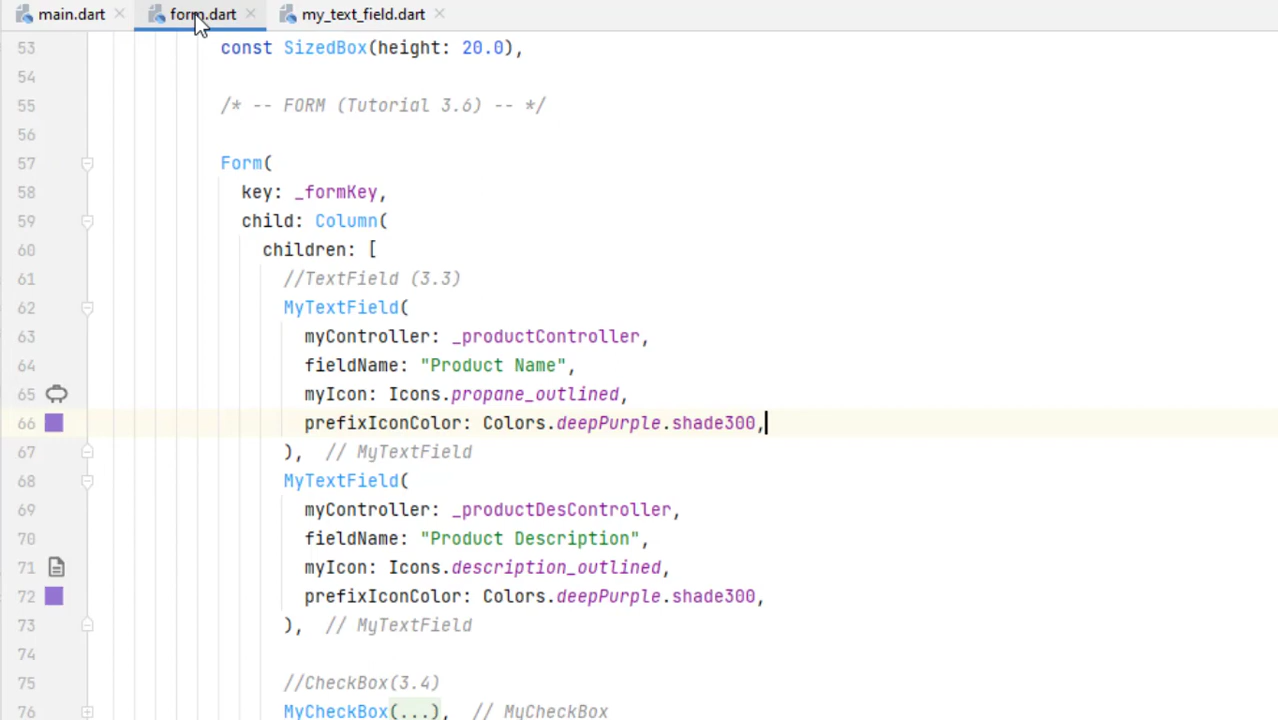 main.dart form.dart my_text_field.dart
53 const SizedBox(height: 20.0),
54
55 /* -- FORM (Tutorial 3.6) -- */
56
57 Form(
58 key: _formKey,
59 child: Column(
60 children: [
61 //TextField (3.3)
62 MyTextField(
63 myController: _productController,
64 fieldName: "Product Name",
65 myIcon: Icons.propane_outlined,
66 prefixIconColor: Colors.deepPurple.shade300,
67 ), // MyTextField
68 MyTextField(
69 myController: _productDesController,
70 fieldName: "Product Description",
71 myIcon: Icons.description_outlined,
72 prefixIconColor: Colors.deepPurple.shade300,
73 ), // MyTextField
74
75 //CheckBox(3.4)
76 MyCheckBox(...), // MyCheckBox